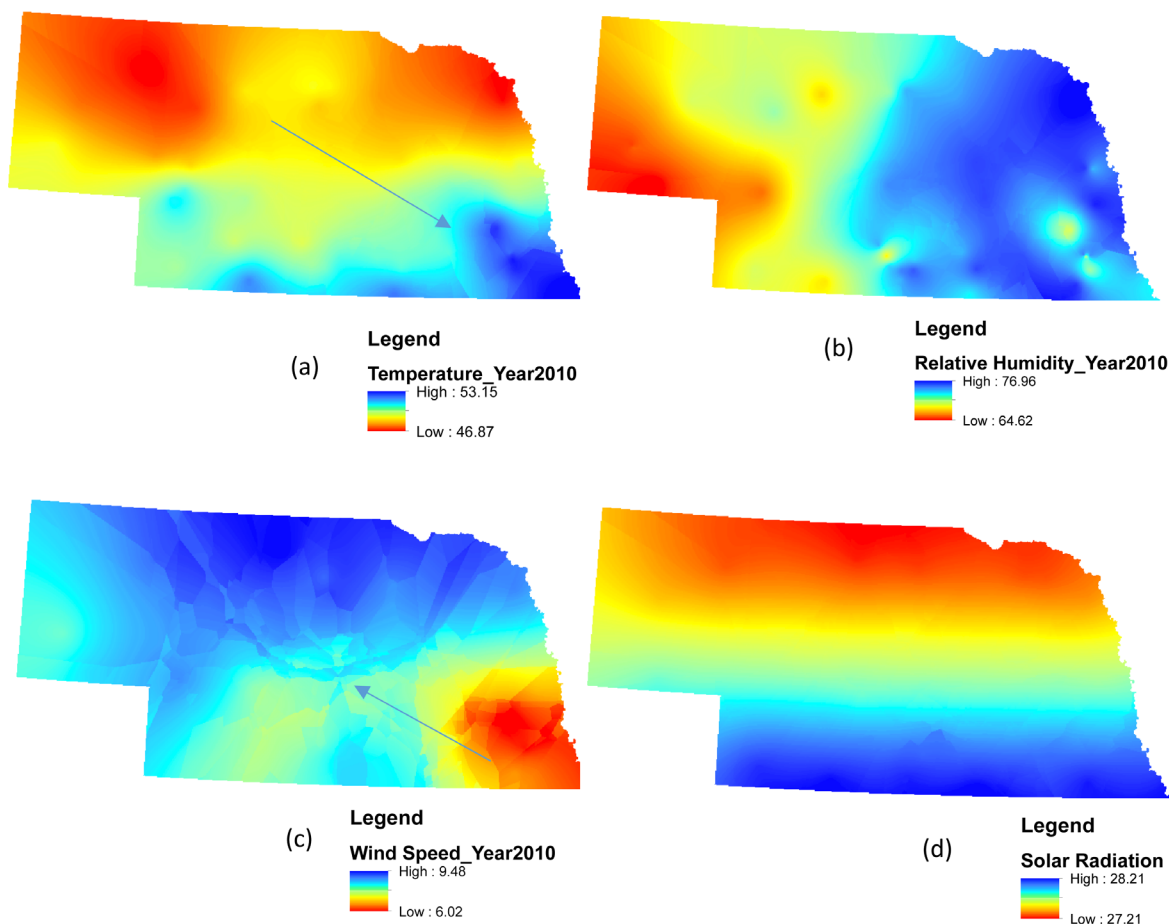 (a)
Legend
Temperature_Year2010
High : 53.15
Low : 46.87
(b)
Legend
Relative Humidity_Year2010
High : 76.96
Low : 64.62
(c)
Legend
Wind Speed_Year2010
High : 9.48
Low : 6.02
(d)
Legend
Solar Radiation
High : 28.21
Low : 27.21